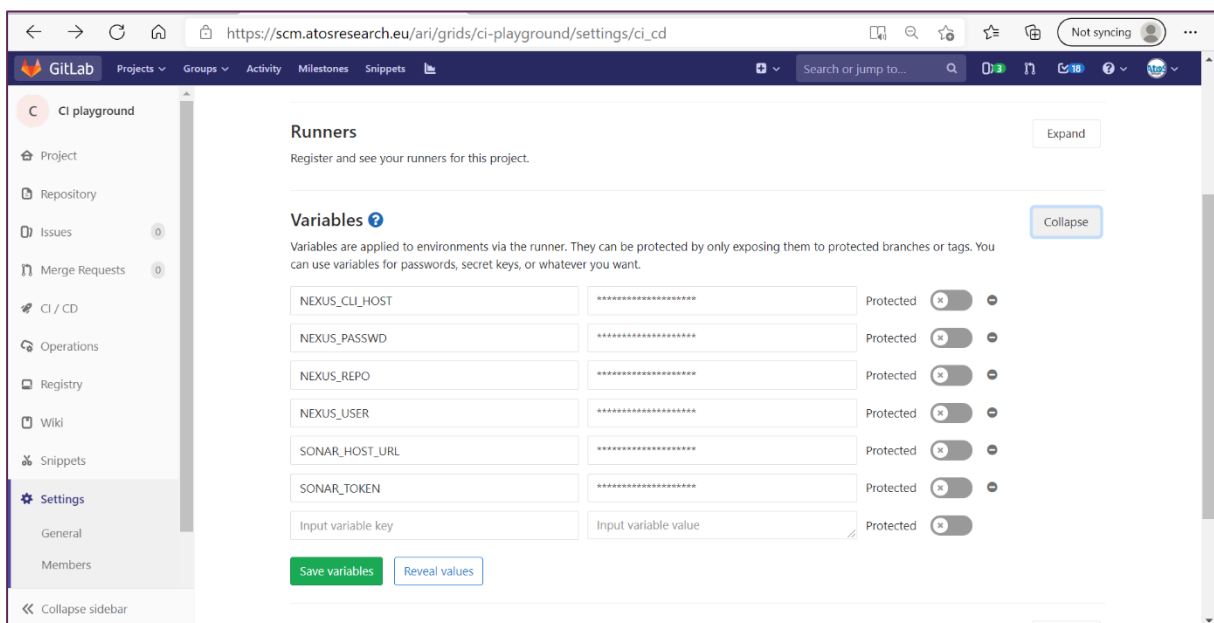 https://scm.atosresearch.eu/ari/grids/ci-playground/settings/ci_cd
Not syncing
GitLab Projects Groups Activity Milestones Snippets Search or jump to... 3 18
C CI playground
Project
Repository
Issues 0
Merge Requests 0
CI / CD
Operations
Registry
Wiki
Snippets
Settings
General
Members
Collapse sidebar
Runners
Expand
Register and see your runners for this project.
Variables ?
Collapse
Variables are applied to environments via the runner. They can be protected by only exposing them to protected branches or tags. You
can use variables for passwords, secret keys, or whatever you want.
NEXUS_CLI_HOST ******************** Protected
NEXUS_PASSWD ******************** Protected
NEXUS_REPO ******************** Protected
NEXUS_USER ******************** Protected
SONAR_HOST_URL ******************** Protected
SONAR_TOKEN ******************** Protected
Input variable key Input variable value Protected
Save variables Reveal values